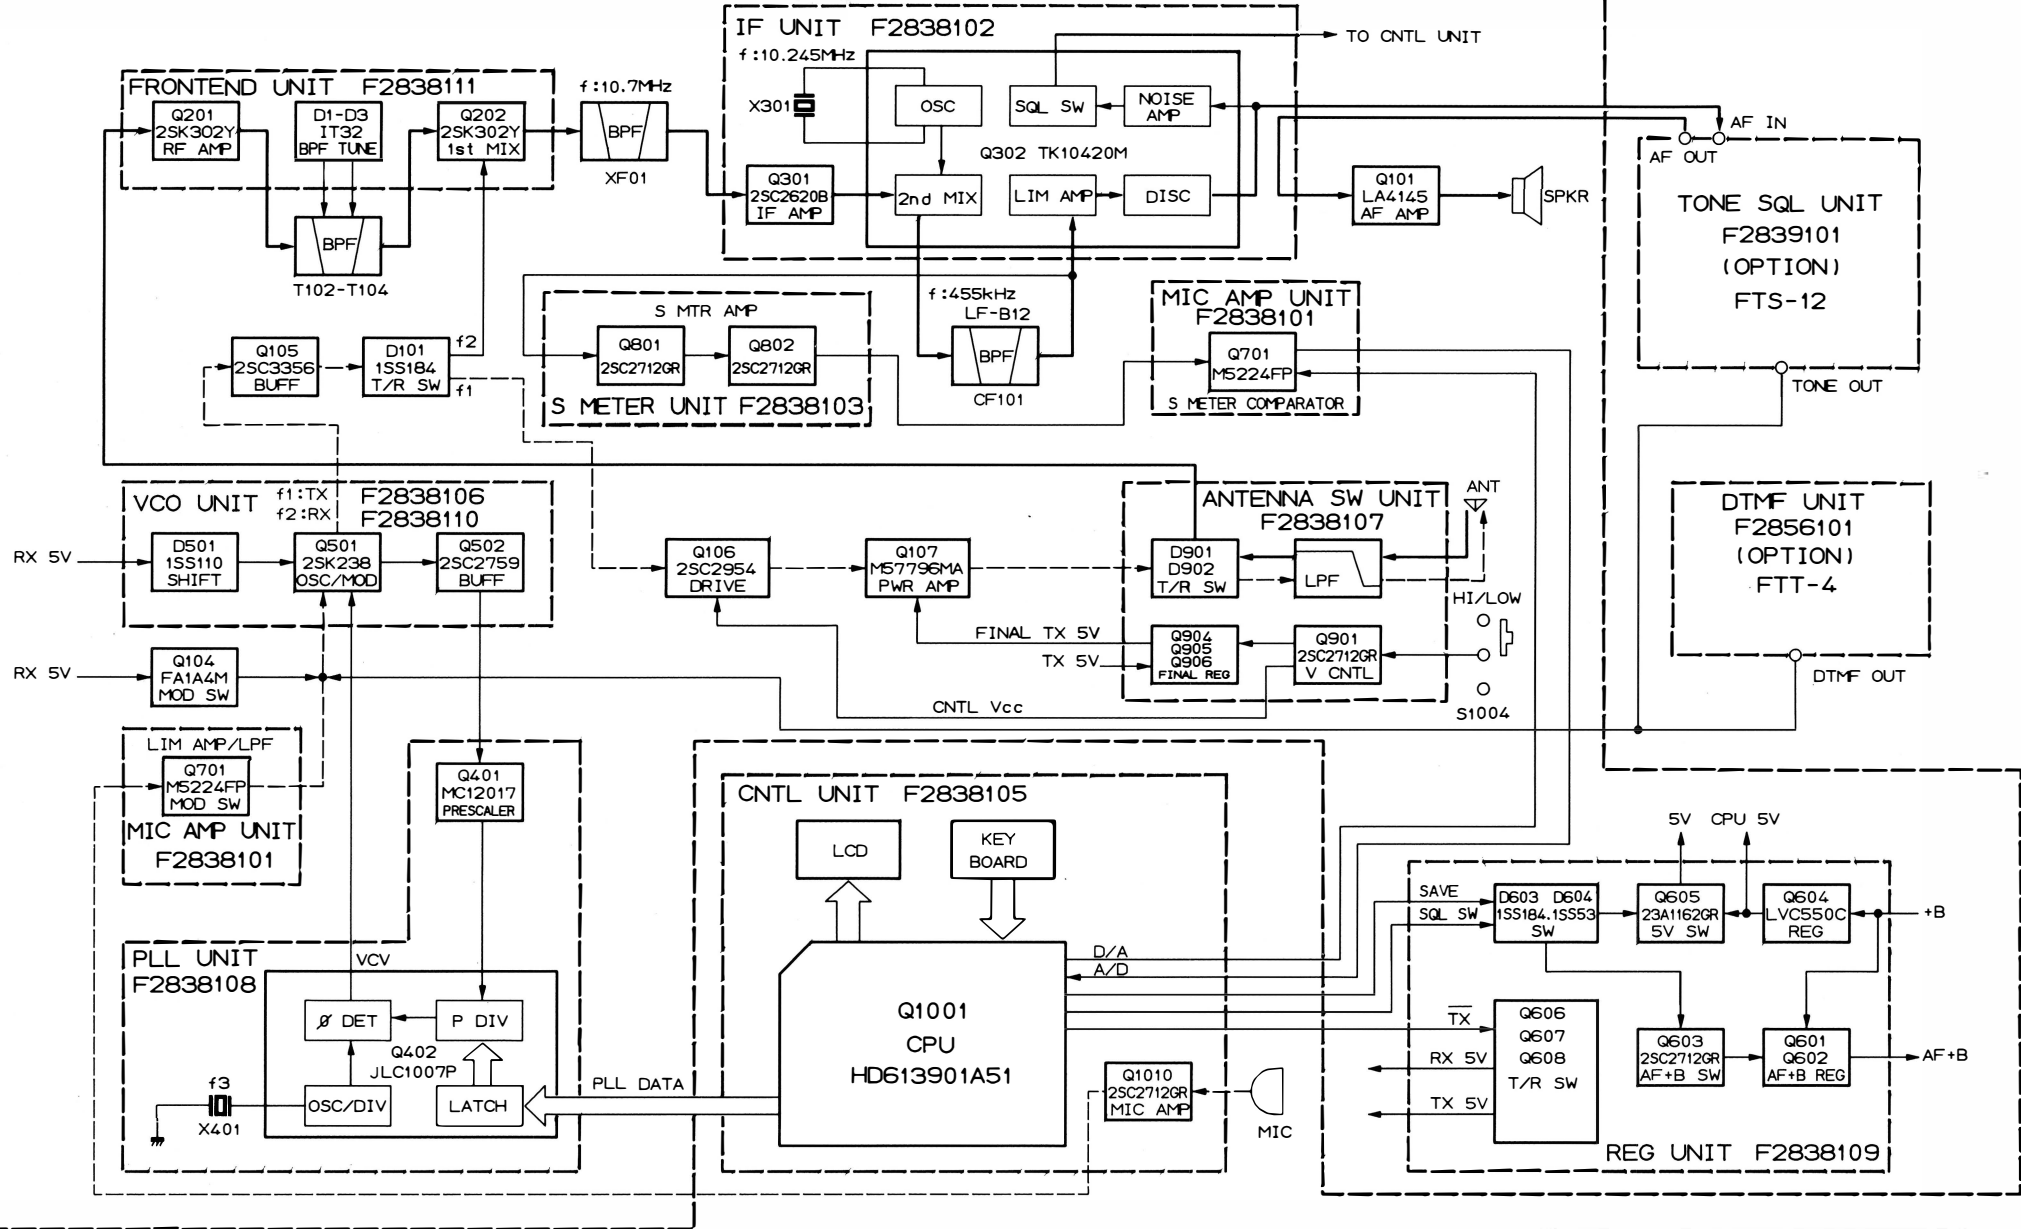 IF UNIT F2838102
f:10.245MHz
TO CNTL UNIT
X301
OSC
SQL SW
NOISE
AMP
Q302 TK10420M
Q301
2SC2620B
IF AMP
2nd MIX
LIM AMP
DISC
FRONTEND UNIT F2838111
Q201
2SK302Y
RF AMP
D1-D3
IT32
BPF TUNE
Q202
2SK302Y
1st MIX
BPF
T102-T104
f:10.7MHz
BPF
XF01
Q101
LA4145
AF AMP
SPKR
AF IN
AF OUT
TONE SQL UNIT
F2839101
(OPTION)
FTS-12
TONE OUT
Q105
2SC3356
BUFF
D101
1SS184
T/R SW
f2
f1
S MTR AMP
Q801
2SC2712GR
Q802
2SC2712GR
S METER UNIT F2838103
f:455kHz
LF-B12
BPF
CF101
MIC AMP UNIT
F2838101
Q701
M5224FP
S METER COMPARATOR
VCO UNIT
f1:TX
f2:RX
F2838106
F2838110
RX 5V
D501
1SS110
SHIFT
Q501
2SK238
OSC/MOD
Q502
2SC2759
BUFF
RX 5V
Q104
FA1A4M
MOD SW
Q106
2SC2954
DRIVE
Q107
M57796MA
PWR AMP
ANTENNA SW UNIT
F2838107
ANT
D901
D902
T/R SW
LPF
HI/LOW
FINAL TX 5V
TX 5V
Q904
Q905
Q906
FINAL REG
Q901
2SC2712GR
V CNTL
S1004
CNTL Vcc
DTMF UNIT
F2856101
(OPTION)
FTT-4
DTMF OUT
LIM AMP/LPF
Q701
M5224FP
MOD SW
MIC AMP UNIT
F2838101
Q401
MC12017
PRESCALER
PLL UNIT
F2838108
VCV
Ø DET
P DIV
Q402
JLC1007P
OSC/DIV
LATCH
f3
X401
PLL DATA
CNTL UNIT F2838105
LCD
KEY
BOARD
Q1001
CPU
HD613901A51
D/A
A/D
Q1010
2SC2712GR
MIC AMP
MIC
5V
CPU 5V
SAVE
SQL SW
D603 D604
1SS184.1SS53
SW
Q605
23A1162GR
5V SW
Q604
LVC550C
REG
+B
TX
RX 5V
TX 5V
Q606
Q607
Q608
T/R SW
Q603
2SC2712GR
AF+B SW
Q601
Q602
AF+B REG
AF+B
REG UNIT F2838109